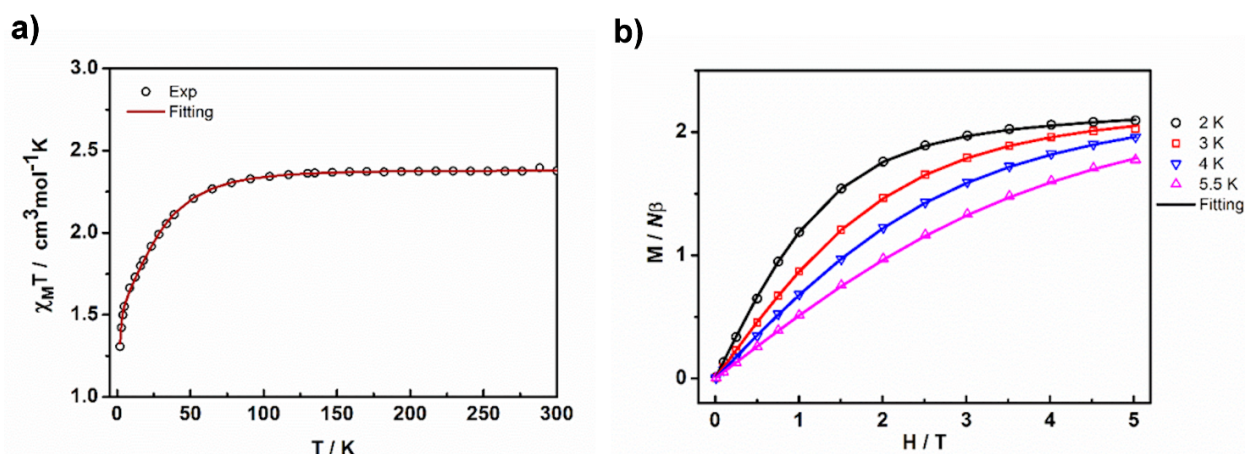 a)
3.0
2.5
2.0
1.5
1.0
χMT / cm³mol⁻¹K
Exp
Fitting
0 50 100 150 200 250 300
T / K
b)
2
1
0
M / Nβ
0 1 2 3 4 5
H / T
2 K
3 K
4 K
5.5 K
Fitting